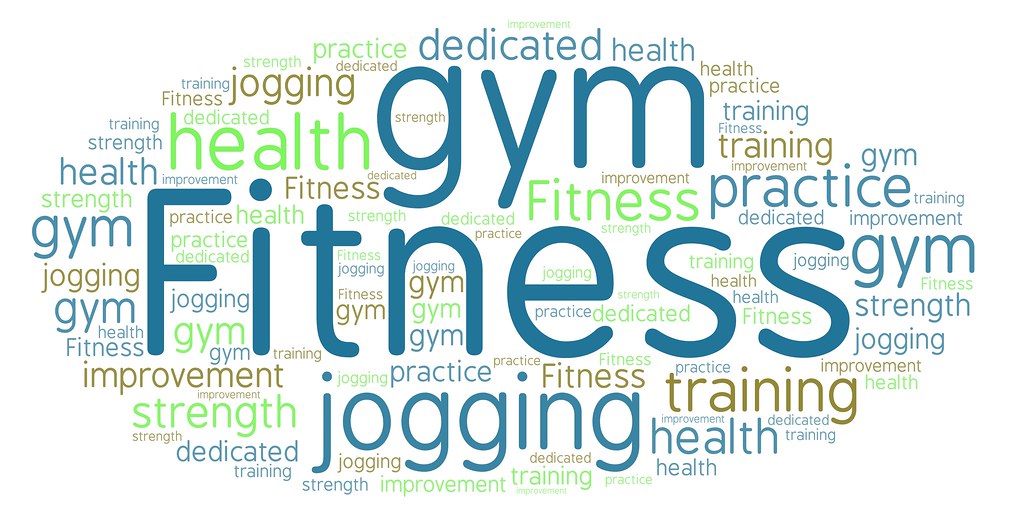 improvement
dedicated
health
practice
strength
dedicated
health
jogging
gym
training
practice
Fitness
training
strength
dedicated
health
training
Fitness
strength
training
improvement
gym
health
improvement
Fitness
dedicated
improvement
practice
training
strength
Fitness
gym
practice
health
strength
dedicated
practice
strength
dedicated
improvement
practice
dedicated
Fitness
gym
jogging
Fitness
jogging
jogging
jogging
training
jogging
health
Fitness
gym
jogging
Fitness
gym
gym
gym
strength
practice
dedicated
health
Fitness
strength
gym
health
Fitness
gym
training
jogging
improvement
jogging
practice
practice
Fitness
Fitness
practice
training
improvement
health
improvement
strength
strength
jogging
improvement
health
dedicated
training
dedicated
training
jogging
dedicated
health
strength
improvement
training
practice
improvement